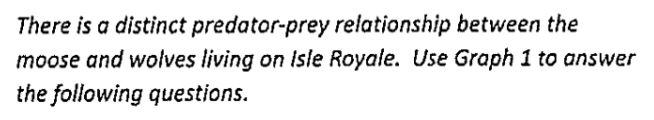 There is a distinct predator-prey relationship between the
moose and wolves living on Isle Royale.  Use Graph 1 to answer
the following questions.